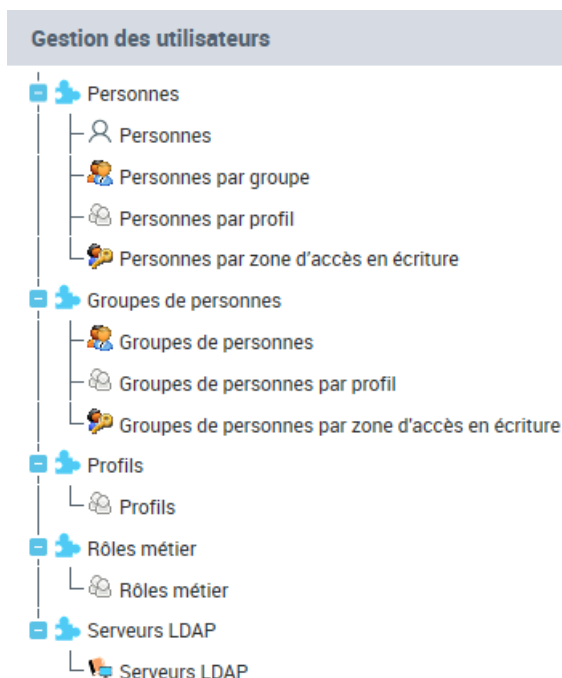 Gestion des utilisateurs
Personnes
Personnes
Personnes par groupe
Personnes par profil
Personnes par zone d'accès en écriture
Groupes de personnes
Groupes de personnes
Groupes de personnes par profil
Groupes de personnes par zone d'accès en écriture
Profils
Profils
Rôles métier
Rôles métier
Serveurs LDAP
Serveurs LDAP